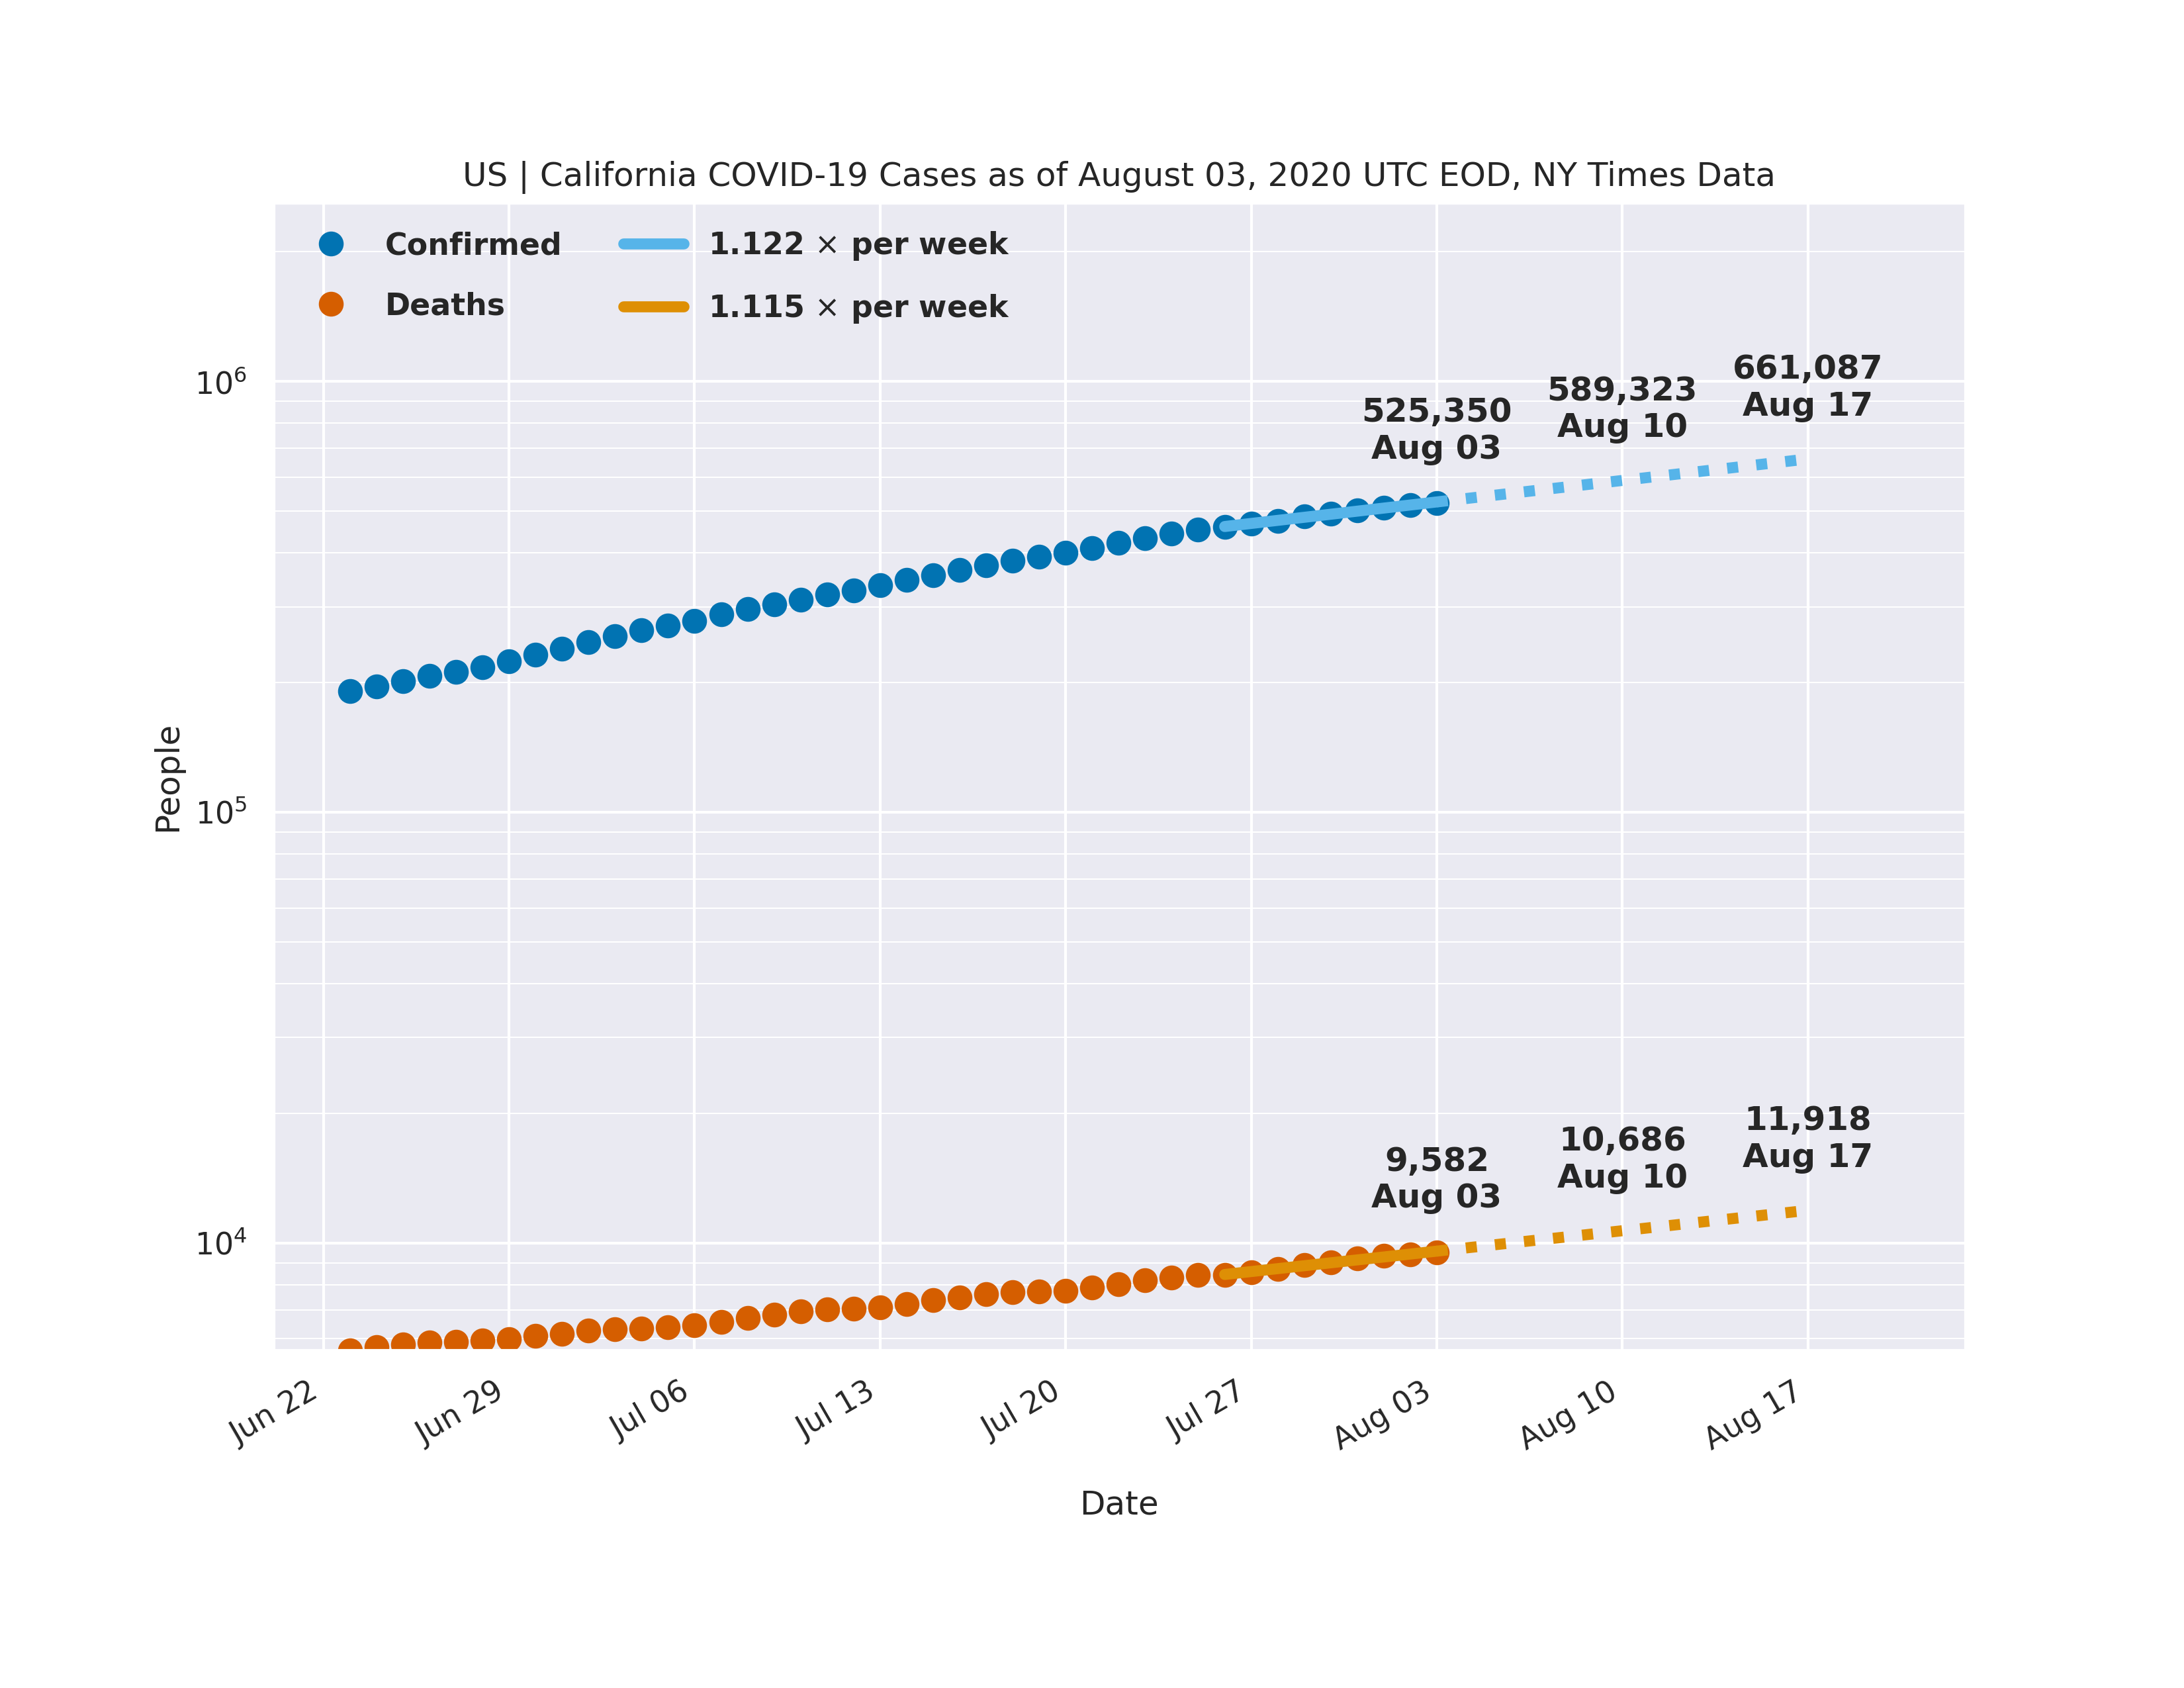 US | California COVID-19 Cases as of August 03, 2020 UTC EOD, NY Times Data
Confirmed
1.122 × per week
Deaths
1.115 × per week
661,087
Aug 17
589,323
Aug 10
525,350
Aug 03
11,918
Aug 17
10,686
Aug 10
9,582
Aug 03
10⁶
10⁵
10⁴
People
Jun 22
Jun 29
Jul 06
Jul 13
Jul 20
Jul 27
Aug 03
Aug 10
Aug 17
Date